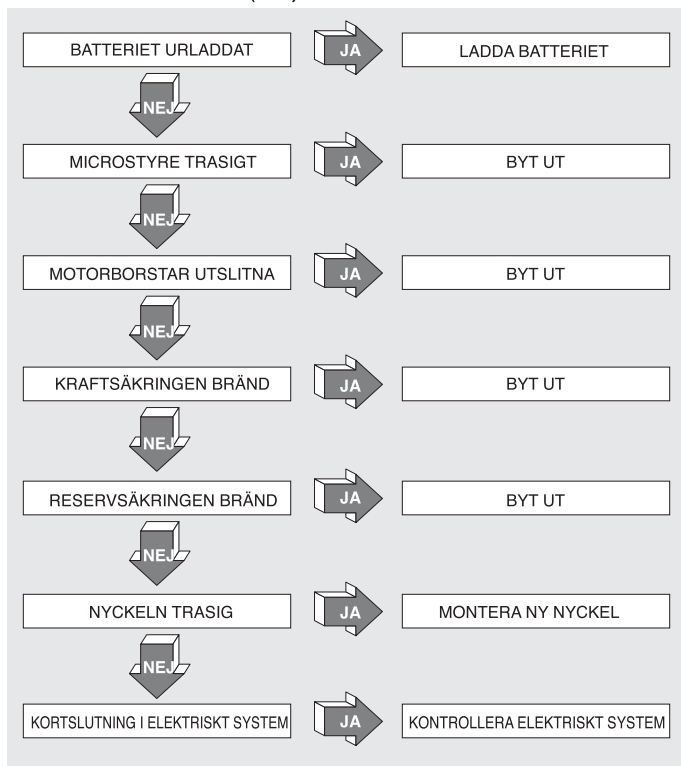 BATTERIET URLADDAT JA LADDA BATTERIET
NEJ
MICROSTYRE TRASIGT JA BYT UT
NEJ
MOTORBORSTAR UTSLITNA JA BYT UT
NEJ
KRAFTSÄKRINGEN BRÄND JA BYT UT
NEJ
RESERVSÄKRINGEN BRÄND JA BYT UT
NEJ
NYCKELN TRASIG JA MONTERA NY NYCKEL
NEJ
KORTSLUTNING I ELEKTRISKT SYSTEM JA KONTROLLERA ELEKTRISKT SYSTEM